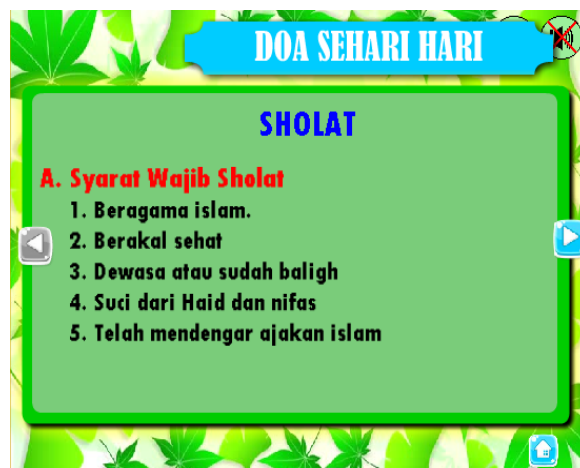 DOA SEHARI HARI
SHOLAT
A. Syarat Wajib Sholat
1. Beragama islam.
2. Berakal sehat
3. Dewasa atau sudah baligh
4. Suci dari Haid dan nifas
5. Telah mendengar ajakan islam